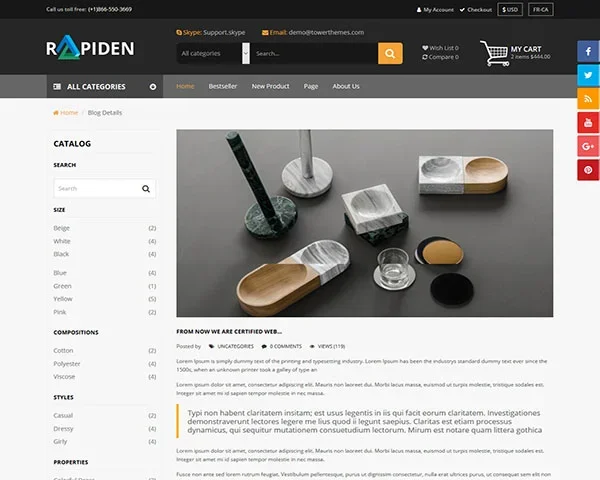 Call us toll free: (+1)866-550-3669
My Account
Checkout
$ USD
FR-CA
RAPIDEN
Skype: Support.skype
Email: demo@towerthemes.com
All categories
Search...
Wish List 0
Compare 0
MY CART
2 items $444.00
ALL CATEGORIES
Home
Bestseller
New Product
Page
About Us
Home / Blog Details
CATALOG
SEARCH
Search
SIZE
Beige (2)
White (4)
Black (4)
Blue (4)
Green (1)
Yellow (5)
Pink (2)
COMPOSITIONS
Cotton (2)
Polyester (4)
Viscose (4)
STYLES
Casual (2)
Dressy (4)
Girly (4)
PROPERTIES
FROM NOW WE ARE CERTIFIED WEB...
Posted by UNCATEGORIES 0 COMMENTS VIEWS (119)
Lorem Ipsum is simply dummy text of the printing and typesetting industry. Lorem Ipsum has been the industrys standard dummy text ever since the
1500s, when an unknown printer took a galley of type an
Lorem ipsum dolor sit amet, consectetur adipiscing elit. Mauris non laoreet dui. Morbi lacus massa, euismod ut turpis molestie, tristique sodales est.
Integer sit amet mi id sapien tempor molestie in nec massa.
Typi non habent claritatem insitam; est usus legentis in iis qui facit eorum claritatem. Investigationes
demonstraverunt lectores legere me lius quod ii legunt saepius. Claritas est etiam processus
dynamicus, qui sequitur mutationem consuetudium lectorum. Mirum est notare quam littera gothica
Lorem ipsum dolor sit amet, consectetur adipiscing elit. Mauris non laoreet dui. Morbi lacus massa, euismod ut turpis molestie, tristique sodales est.
Integer sit amet mi id sapien tempor molestie in nec massa.
Fusce non ante sed lorem rutrum feugiat. Vestibulum pellentesque, purus ut dignissim consectetur, nulla erat ultrices purus, ut consequat sem elit non